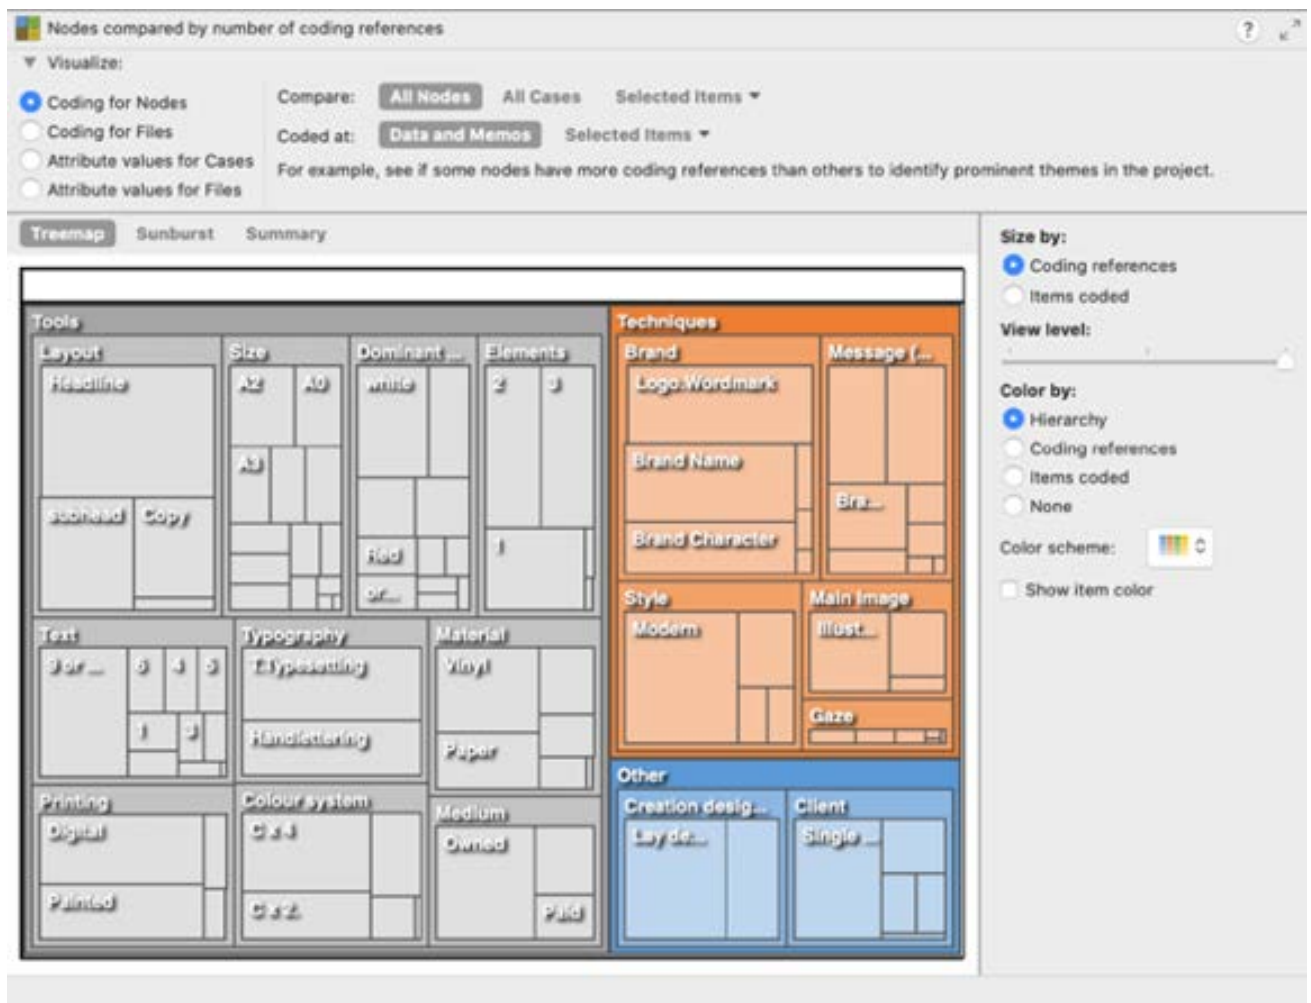 Nodes compared by number of coding references
?
Visualize:
Coding for Nodes
Coding for Files
Attribute values for Cases
Attribute values for Files
Compare: All Nodes All Cases Selected Items
Coded at: Data and Memos Selected Items
For example, see if some nodes have more coding references than others to identify prominent themes in the project.
Treemap Sunburst Summary
Tools
Layout
Headline
subhead
Copy
Size
A2
A0
A3
Dominant ...
white
Red
or...
Elements
2
3
1
Text
9 or ...
6
4
5
1
3
Typography
T.Typesetting
Handlettering
Material
Vinyl
Paper
Printing
Digital
Painted
Colour system
C x 4
C x 2.
Medium
Owned
Paid
Techniques
Brand
Logo.Wordmark
Brand Name
Brand Character
Message (...
Bra...
Style
Modern
Main Image
Illust...
Gaze
Other
Creation desig...
Lay de...
Client
Single ...
Size by:
Coding references
Items coded
View level:
Color by:
Hierarchy
Coding references
Items coded
None
Color scheme:
Show item color